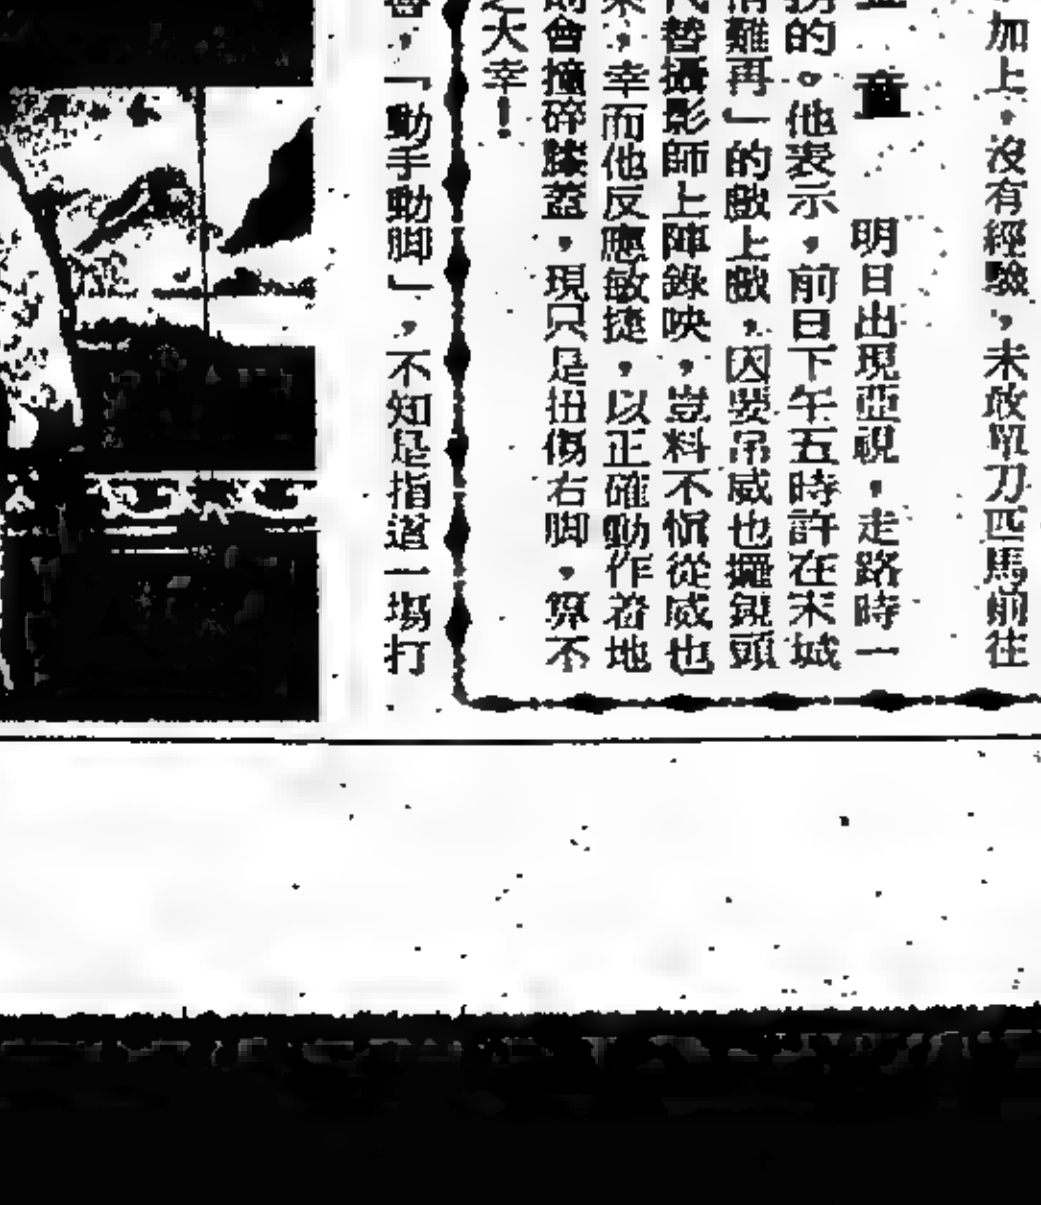 加上，沒有經驗，未敢單刀匹馬前往
明日出現亞視，走路時一
拐的。他表示，前日下午五時許在宋城
情難再」的戲上戲，因要吊威也攞鏡頭
代替攝影師上陣錄映，豈料不慎從威也
來，幸而他反應敏捷，以正確動作着地
則會撞碎膝蓋，現只是扭傷右脚，算不
之大幸！
「動手動脚」，不知是指這一場打